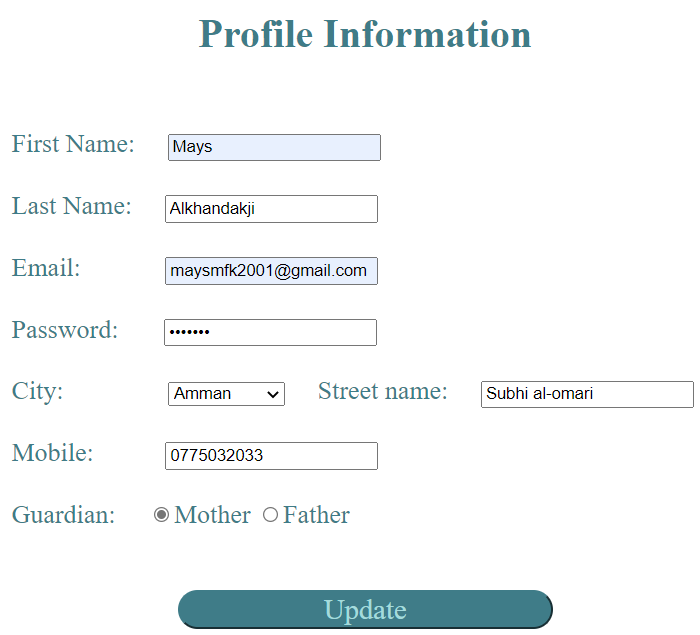 Profile Information
First Name: Mays
Last Name: Alkhandakji
Email: maysmfk2001@gmail.com
Password: •••••••
City: Amman Street name: Subhi al-omari
Mobile: 0775032033
Guardian: Mother Father
Update